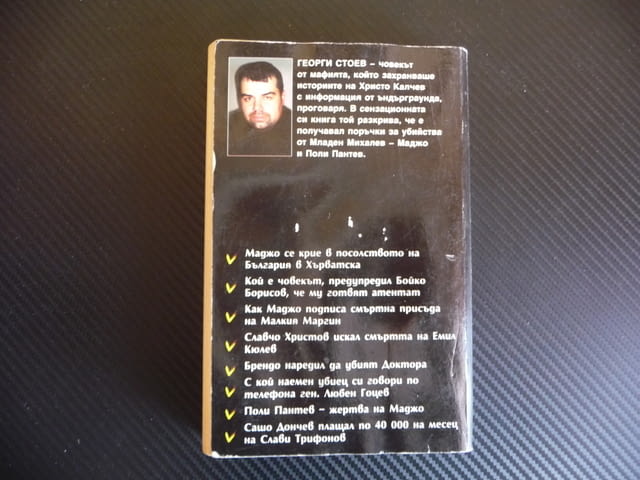 ГЕОРГИ СТОЕВ – човекът
от мафията, който захранваше
историите на Христо Калчев
с информация от ъндърграунда,
проговаря. В сензационната
си книга той разкрива, че е
получавал поръчки за убийства
от Младен Михалев – Маджо
и Поли Пантев.
Маджо се крие в посолството на
България в Хърватска
Кой е човекът, предупредил Бойко
Борисов, че му готвят атентат
Как Маджо подписа смъртна присъда
на Малкия Маргин
Славчо Христов искал смъртта на Емил
Кюлев
Брендо наредил да убият Доктора
С кой наемен убиец си говори по
телефона ген. Любен Гоцев
Поли Пантев – жертва на Маджо
Сашо Дончев плащал по 40 000 на месец
на Слави Трифонов